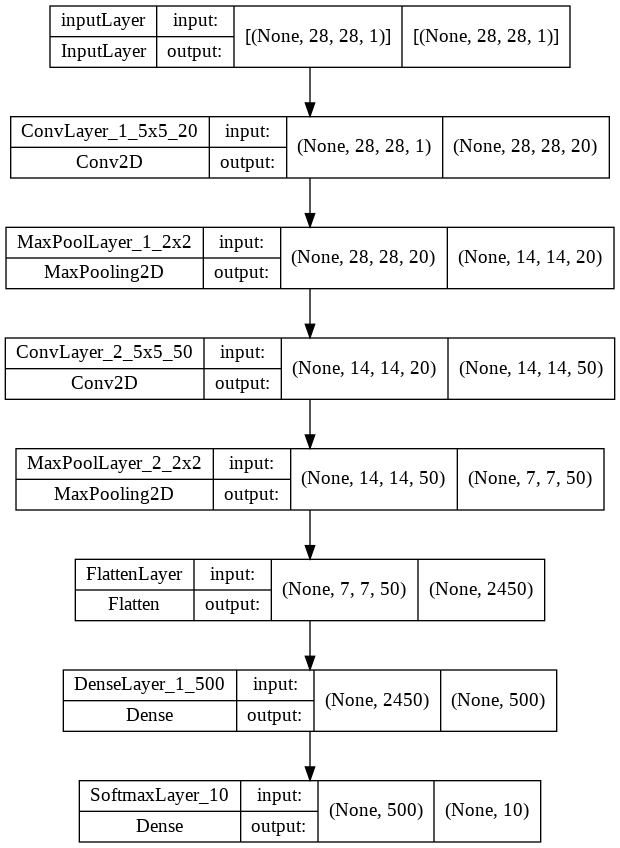 inputLayer input: [(None, 28, 28, 1)] [(None, 28, 28, 1)]
InputLayer output:
ConvLayer_1_5x5_20 input: (None, 28, 28, 1) (None, 28, 28, 20)
Conv2D output:
MaxPoolLayer_1_2x2 input: (None, 28, 28, 20) (None, 14, 14, 20)
MaxPooling2D output:
ConvLayer_2_5x5_50 input: (None, 14, 14, 20) (None, 14, 14, 50)
Conv2D output:
MaxPoolLayer_2_2x2 input: (None, 14, 14, 50) (None, 7, 7, 50)
MaxPooling2D output:
FlattenLayer input: (None, 7, 7, 50) (None, 2450)
Flatten output:
DenseLayer_1_500 input: (None, 2450) (None, 500)
Dense output:
SoftmaxLayer_10 input: (None, 500) (None, 10)
Dense output: